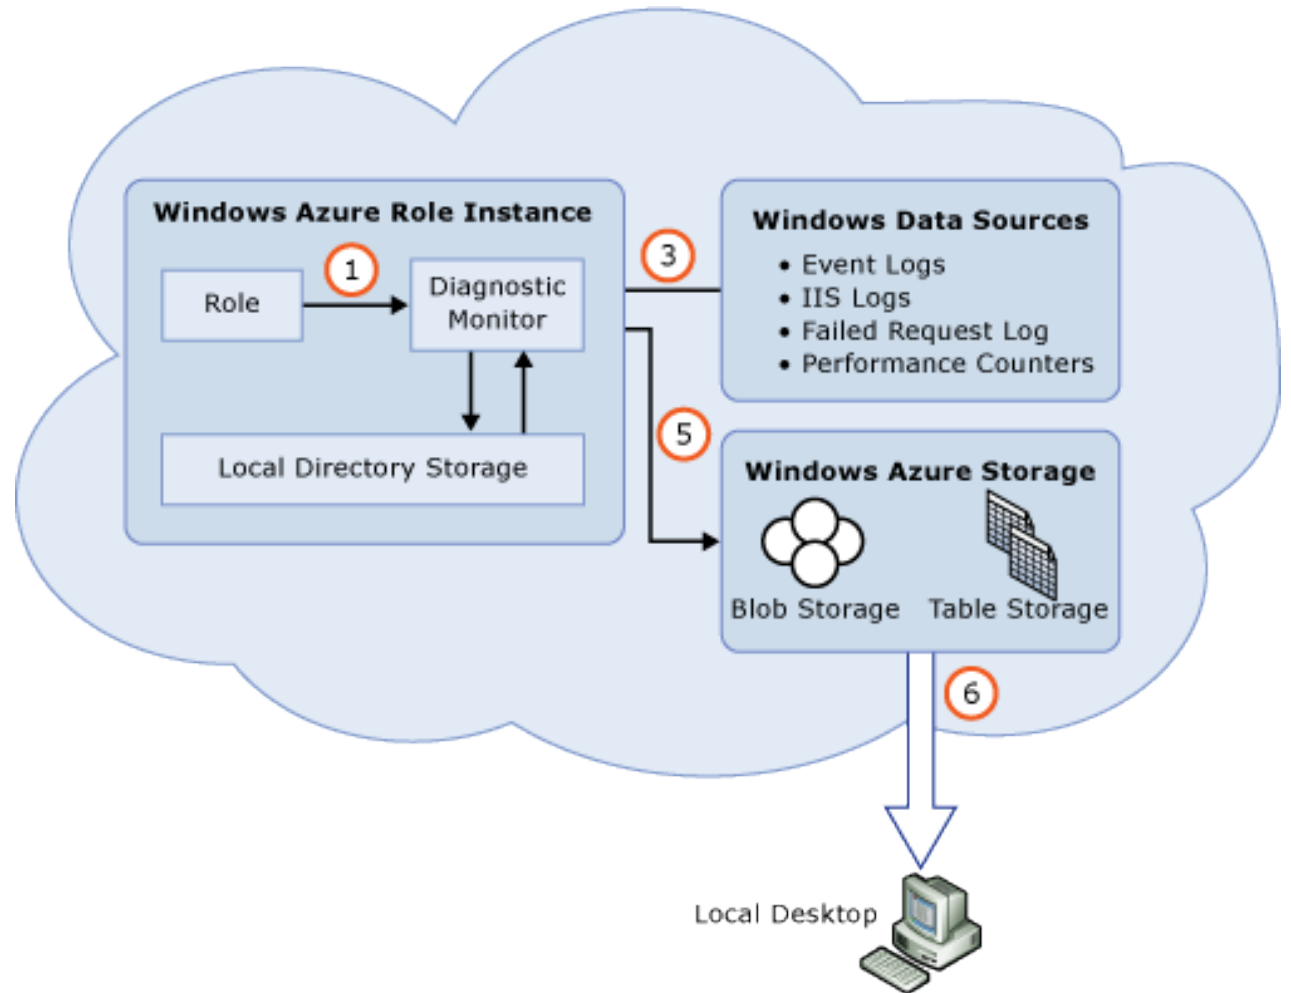 Windows Azure Role Instance
1
Role
Diagnostic
Monitor
Local Directory Storage
3
Windows Data Sources
• Event Logs
• IIS Logs
• Failed Request Log
• Performance Counters
5
Windows Azure Storage
Blob Storage
Table Storage
6
Local Desktop